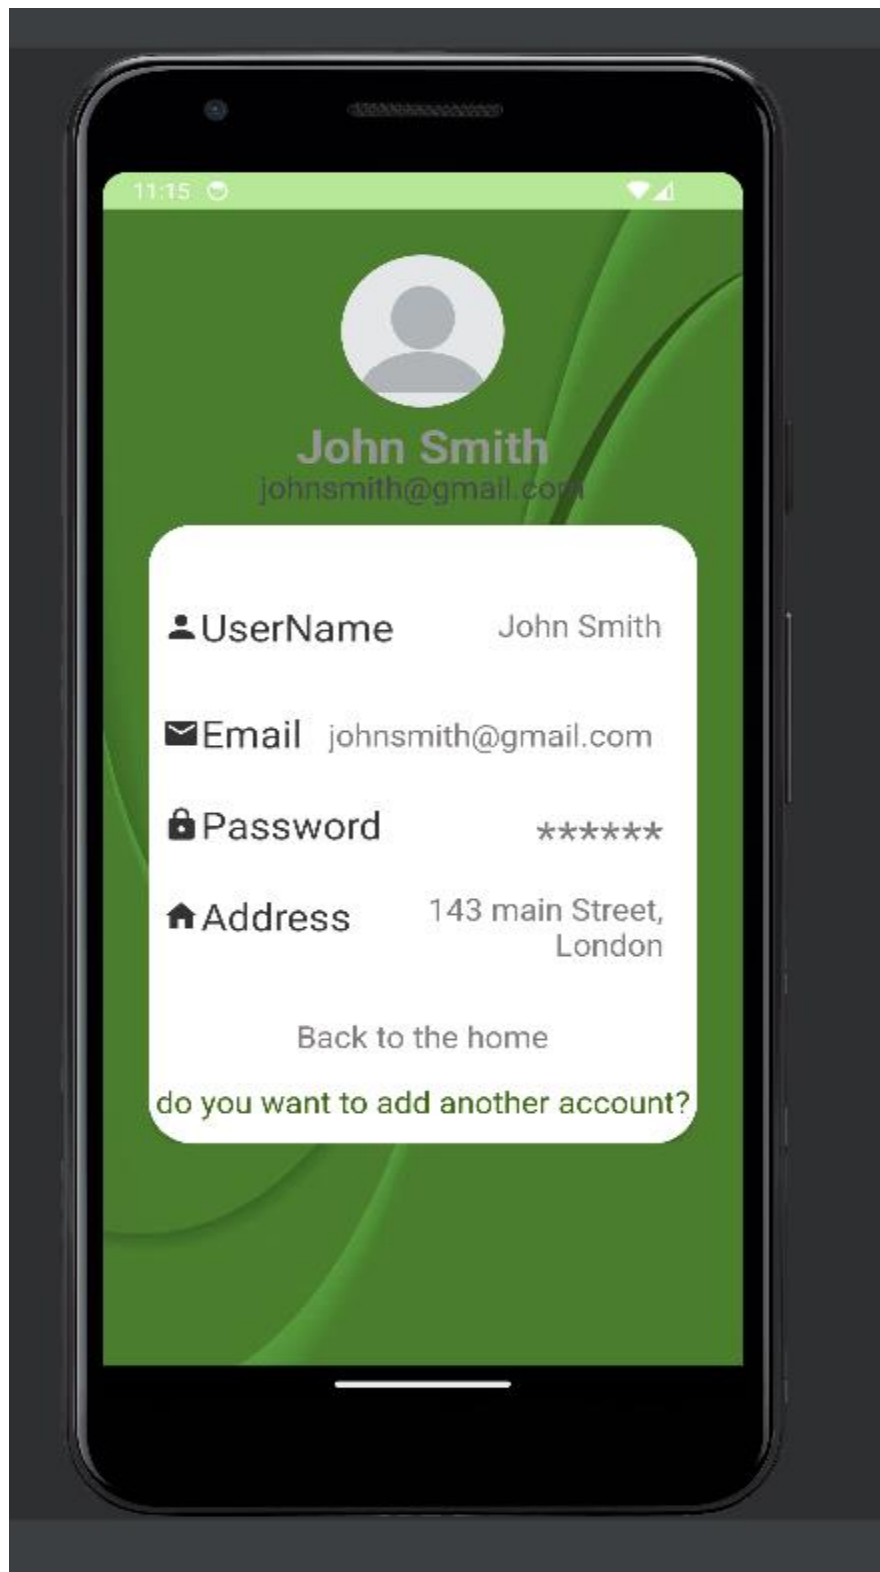 11:15
John Smith
johnsmith@gmail.com
UserName John Smith
Email johnsmith@gmail.com
Password ******
Address 143 main Street,
London
Back to the home
do you want to add another account?